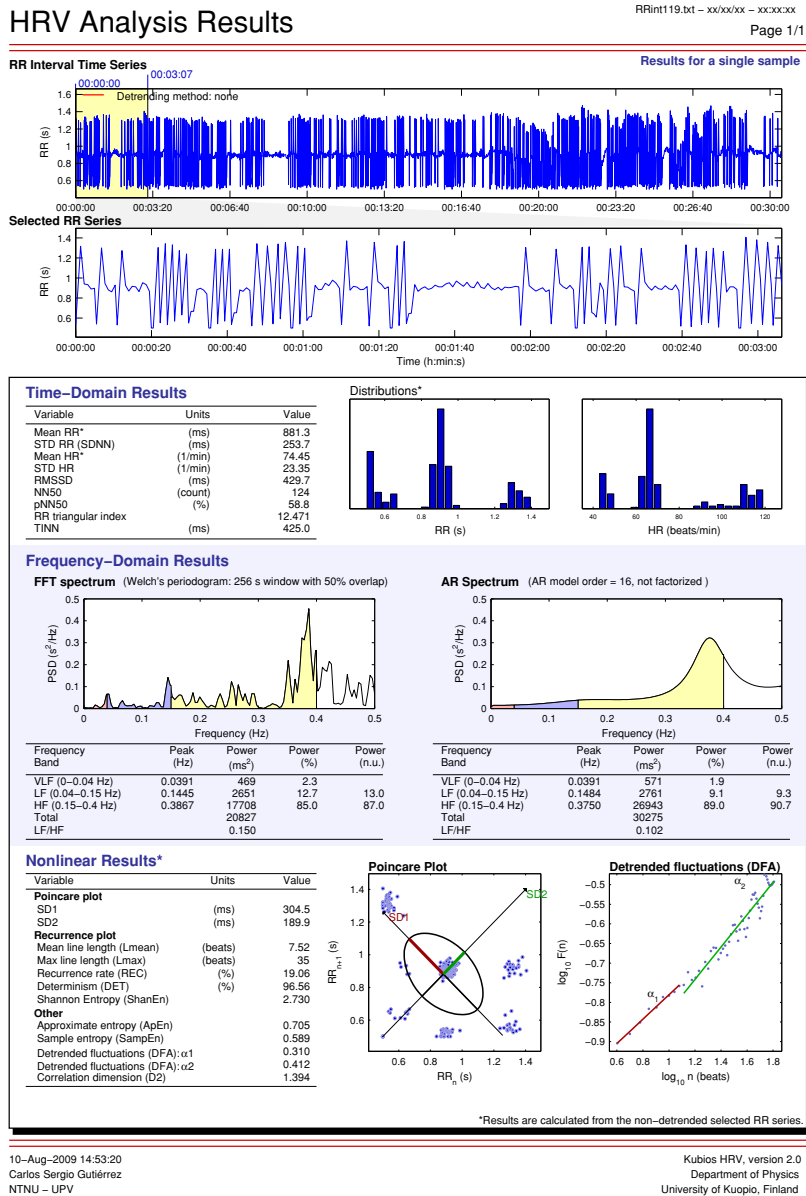 HRV Analysis Results
RRint119.txt − xx/xx/xx − xx:xx:xx
Page 1/1
RR Interval Time Series
Results for a single sample
00:00:00
00:03:07
Detrending method: none
1.6
1.4
1.2
1
0.8
0.6
RR (s)
00:00:00 00:03:20 00:06:40 00:10:00 00:13:20 00:16:40 00:20:00 00:23:20 00:26:40 00:30:00
Selected RR Series
1.4
1.2
1
0.8
0.6
RR (s)
00:00:00 00:00:20 00:00:40 00:01:00 00:01:20 00:01:40 00:02:00 00:02:20 00:02:40 00:03:00
Time (h:min:s)
Time−Domain Results
Variable Units Value
Mean RR* (ms) 881.3
STD RR (SDNN) (ms) 253.7
Mean HR* (1/min) 74.45
STD HR (1/min) 23.35
RMSSD (ms) 429.7
NN50 (count) 124
pNN50 (%) 58.8
RR triangular index 12.471
TINN (ms) 425.0
Distributions*
0.6 0.8 1 1.2 1.4
RR (s)
40 60 80 100 120
HR (beats/min)
Frequency−Domain Results
FFT spectrum (Welch's periodogram: 256 s window with 50% overlap)
0.5
0.4
0.3
0.2
0.1
0
PSD (s²/Hz)
0 0.1 0.2 0.3 0.4 0.5
Frequency (Hz)
Frequency Peak Power Power Power
Band (Hz) (ms²) (%) (n.u.)
VLF (0−0.04 Hz) 0.0391 469 2.3
LF (0.04−0.15 Hz) 0.1445 2651 12.7 13.0
HF (0.15−0.4 Hz) 0.3867 17708 85.0 87.0
Total 20827
LF/HF 0.150
AR Spectrum (AR model order = 16, not factorized )
0.5
0.4
0.3
0.2
0.1
0
PSD (s²/Hz)
0 0.1 0.2 0.3 0.4 0.5
Frequency (Hz)
Frequency Peak Power Power Power
Band (Hz) (ms²) (%) (n.u.)
VLF (0−0.04 Hz) 0.0391 571 1.9
LF (0.04−0.15 Hz) 0.1484 2761 9.1 9.3
HF (0.15−0.4 Hz) 0.3750 26943 89.0 90.7
Total 30275
LF/HF 0.102
Nonlinear Results*
Variable Units Value
Poincare plot
SD1 (ms) 304.5
SD2 (ms) 189.9
Recurrence plot
Mean line length (Lmean) (beats) 7.52
Max line length (Lmax) (beats) 35
Recurrence rate (REC) (%) 19.06
Determinism (DET) (%) 96.56
Shannon Entropy (ShanEn) 2.730
Other
Approximate entropy (ApEn) 0.705
Sample entropy (SampEn) 0.589
Detrended fluctuations (DFA): α1 0.310
Detrended fluctuations (DFA): α2 0.412
Correlation dimension (D2) 1.394
Poincare Plot
1.4
1.2
1
0.8
0.6
RRₙ₊₁ (s)
SD1
SD2
0.6 0.8 1 1.2 1.4
RRₙ (s)
Detrended fluctuations (DFA)
−0.5
−0.55
−0.6
−0.65
−0.7
−0.75
−0.8
−0.85
−0.9
log₁₀ F(n)
α₂
α₁
0.6 0.8 1 1.2 1.4 1.6 1.8
log₁₀ n (beats)
*Results are calculated from the non−detrended selected RR series.
10−Aug−2009 14:53:20
Carlos Sergio Gutiérrez
NTNU − UPV
Kubios HRV, version 2.0
Department of Physics
University of Kuopio, Finland